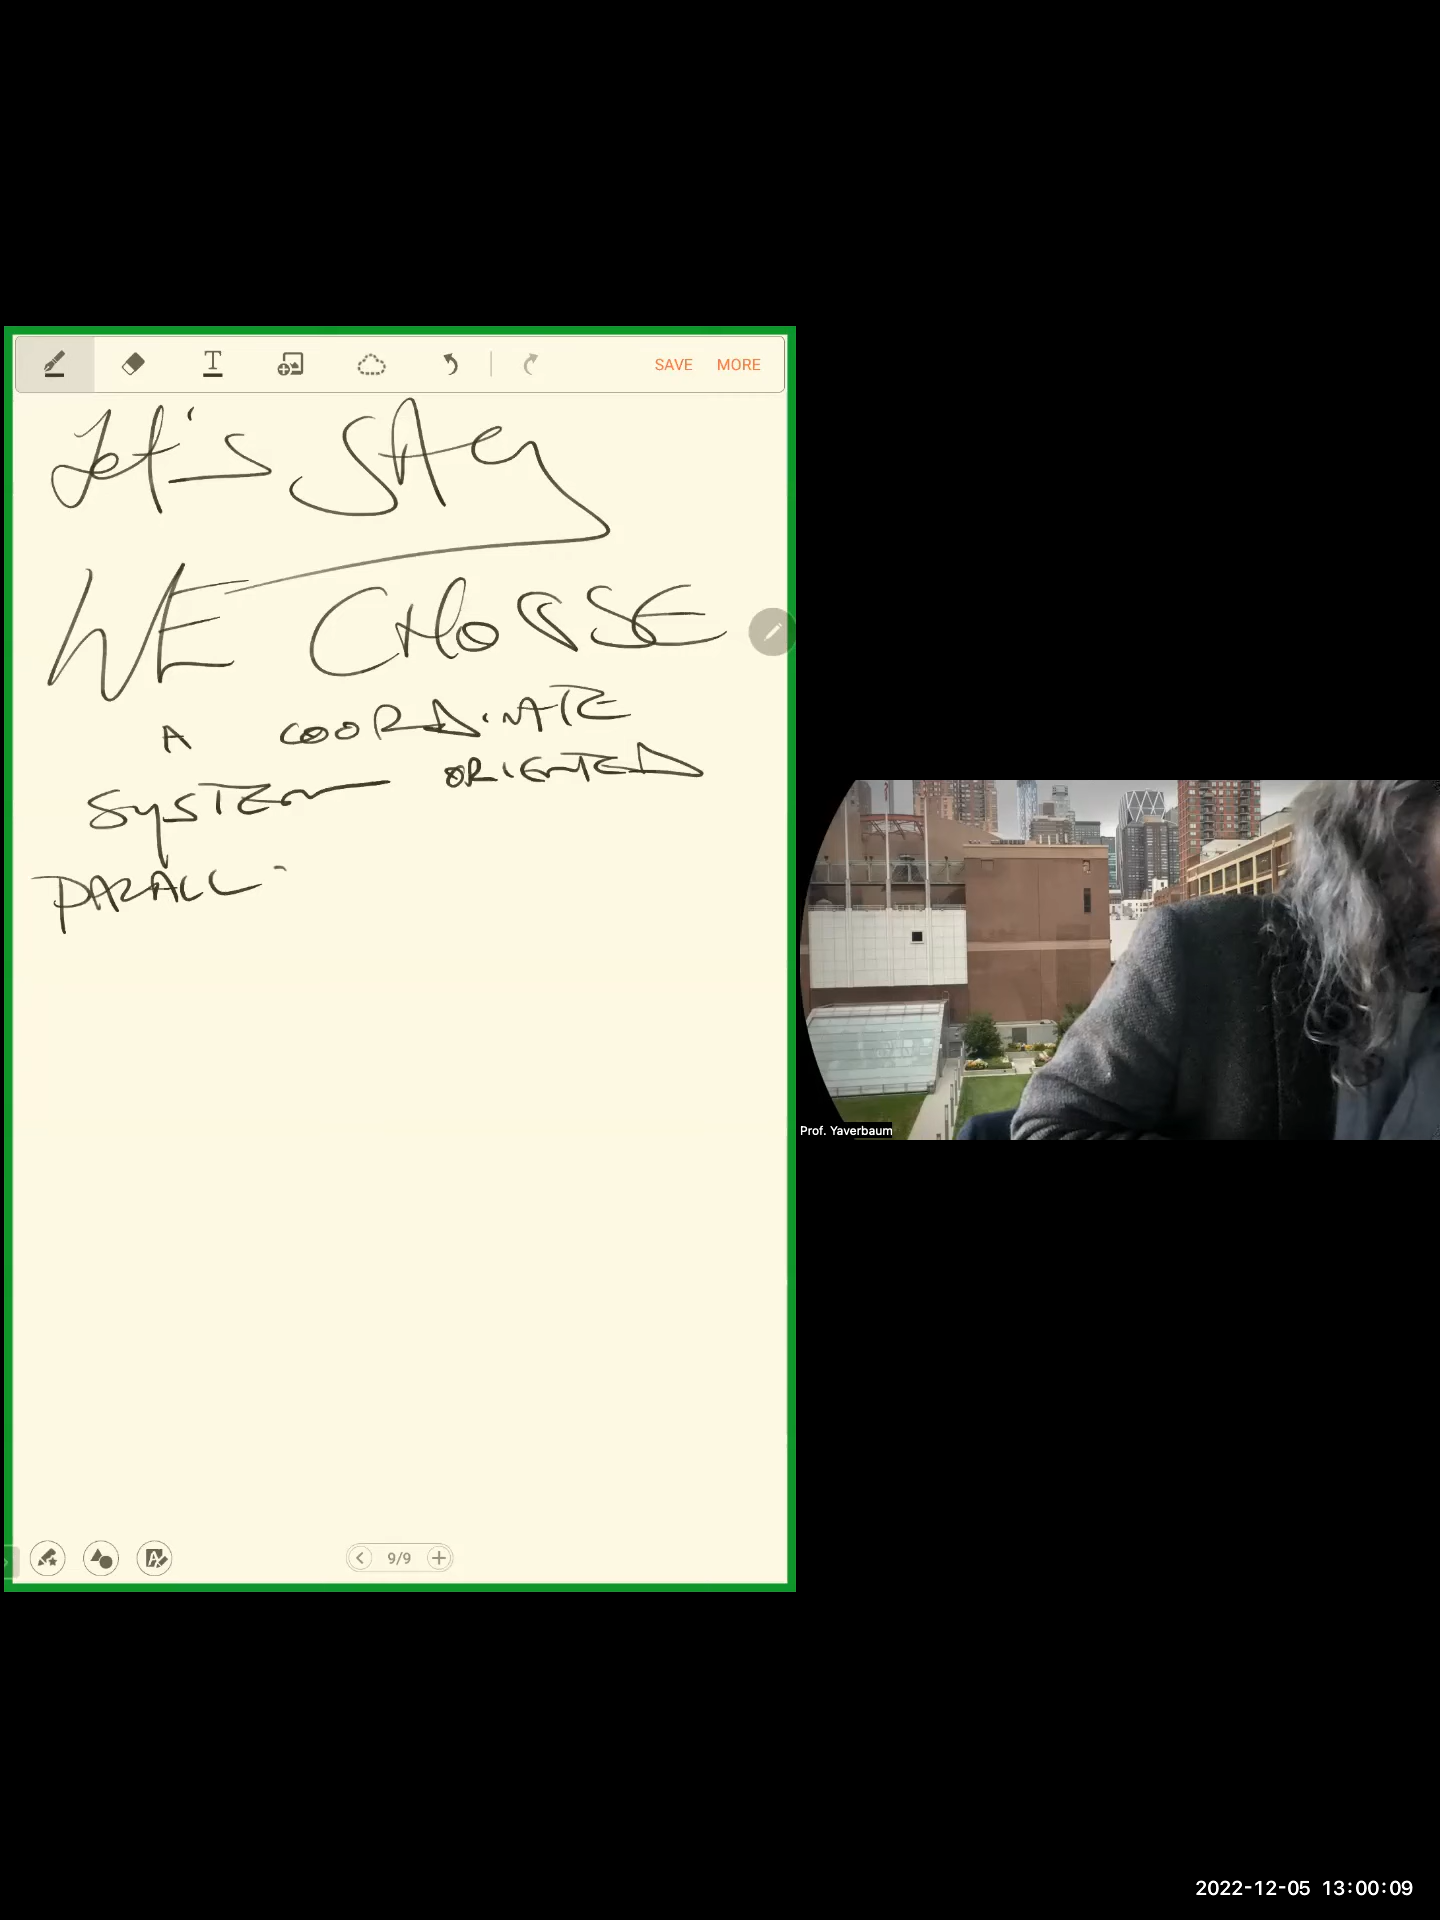 SAVE MORE
Let's SAy
WE CHOOSE
A COORDiNATE
SySTEm ORIENTED
PARALL
9/9
Prof. Yaverbaum
2022-12-05 13:00:09